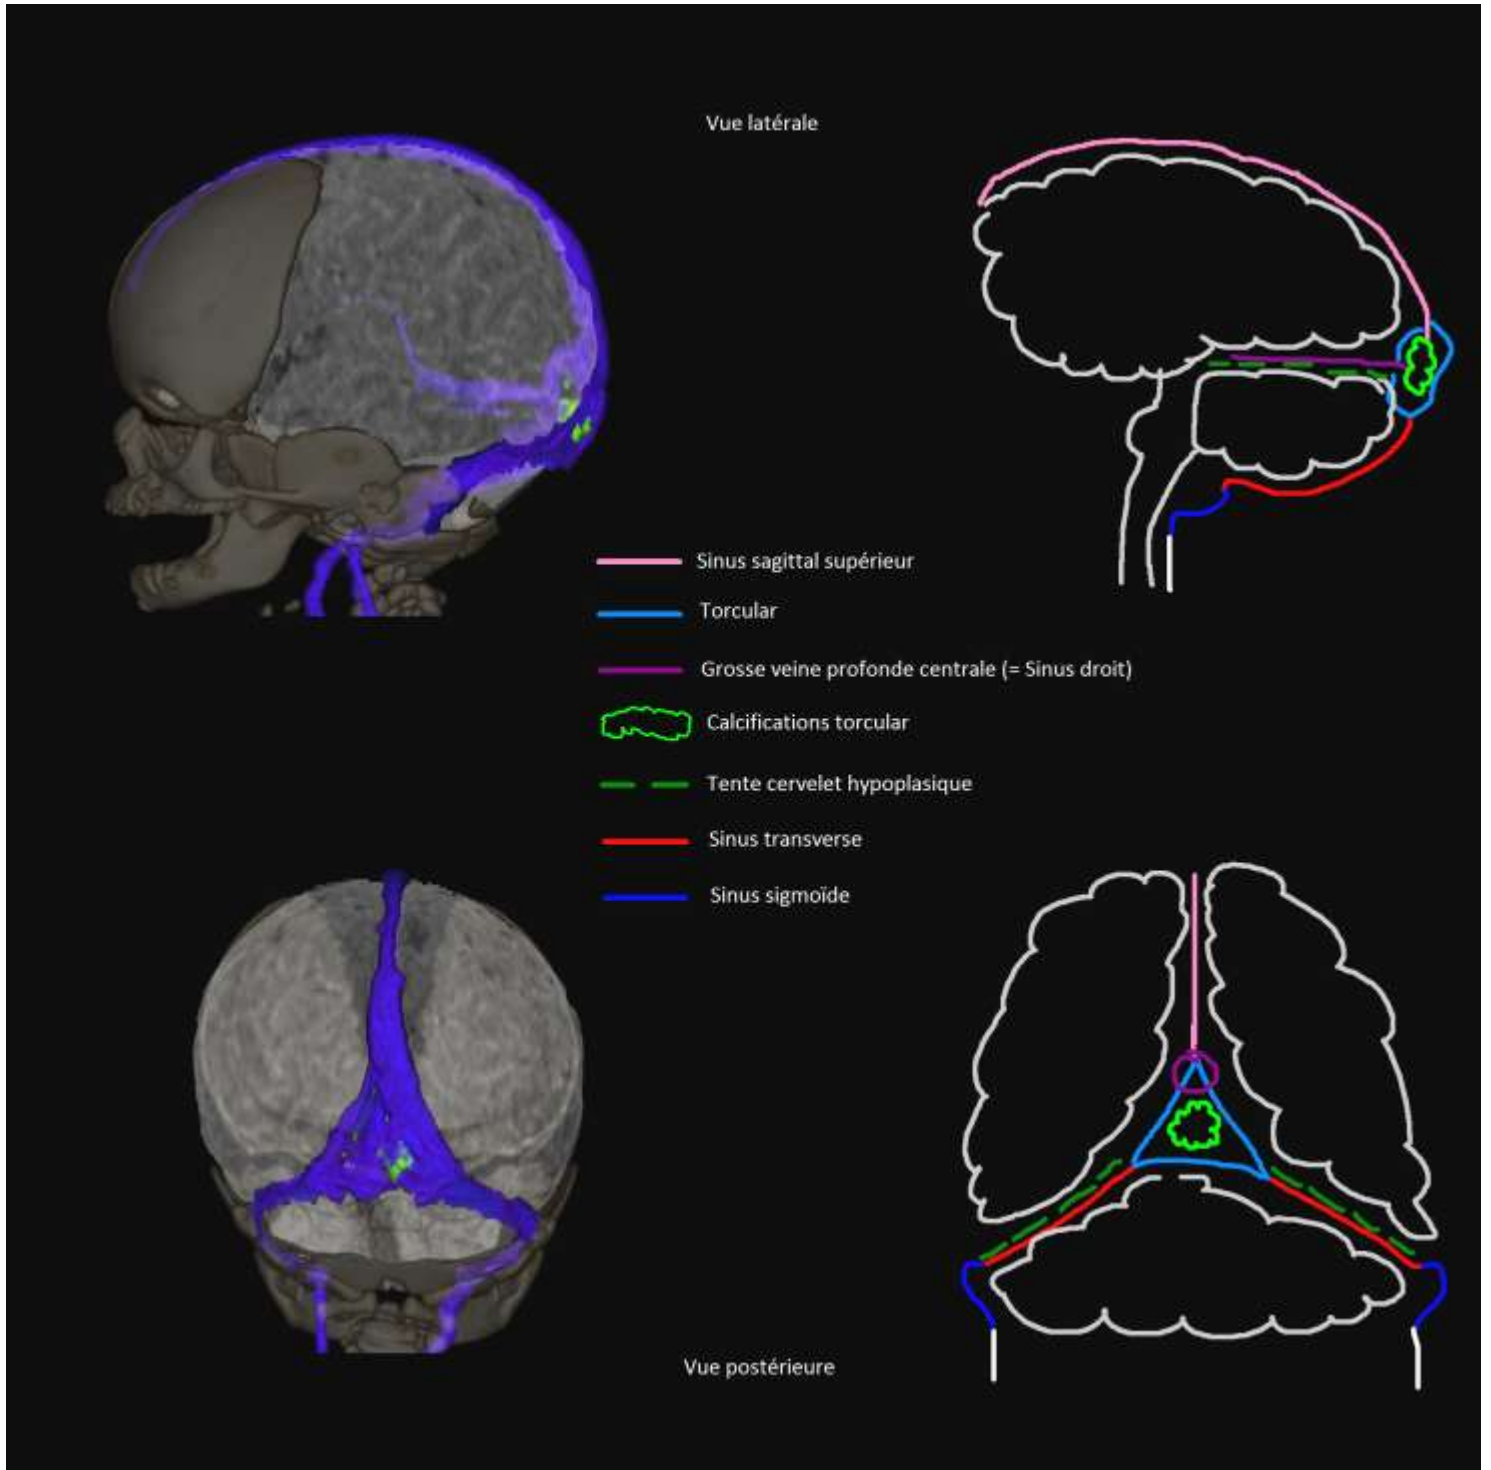 Vue latérale
Sinus sagittal supérieur
Torcular
Grosse veine profonde centrale (= Sinus droit)
Calcifications torcular
Tente cervelet hypoplasique
Sinus transverse
Sinus sigmoïde
Vue postérieure